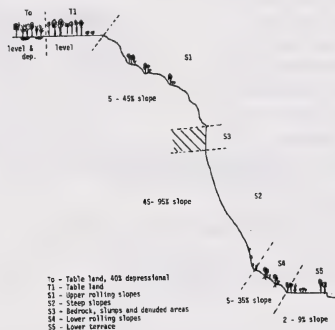 To T1
level & level
dep.
S1
5 - 45% slope
S3
45- 95% slope
S2
S4
S5
5- 35% slope
2 - 9% slope
To - Table land, 40% depressional
T1 - Table land
S1 - Upper rolling slopes
S2 - Steep slopes
S3 - Bedrock, slumps and denuded areas
S4 - Lower rolling slopes
S5 - Lower terrace